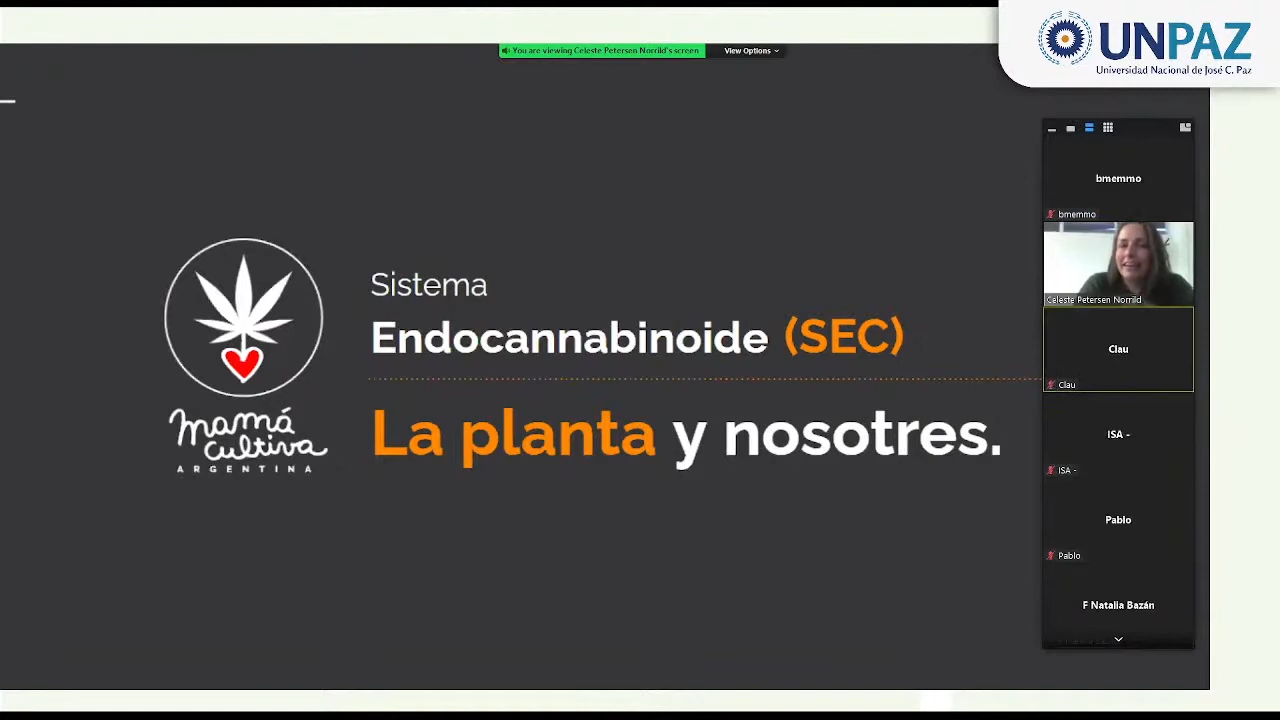 UNPAZ
Universidad Nacional de José C. Paz
You are viewing Celeste Petersen Norrild's screen
View Options
Sistema
Endocannabinoide (SEC)
La planta y nosotres.
mamá
cultiva
ARGENTINA
bmemmo
bmemmo
Celeste Petersen Norrild
Clau
Clau
ISA -
ISA -
Pablo
Pablo
F Natalia Bazán